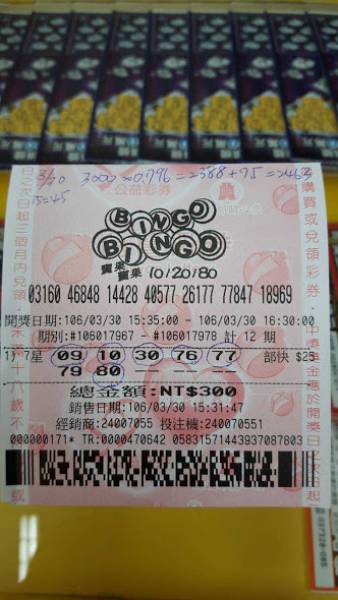 3/30 3000×0.796=2388+75=2463
15=45
公益彩券
BINGO
BINGO
賓果 賓果 10/20/80
03160 46848 14428 40577 26177 77847 18969
開獎日期:106/03/30 15:35:00 - 106/03/30 16:30:00
期別:#106017967 - #106017978 計 12 期
1) 7星 09 10 30 76 77 部快 $25
79 80
總金額:NT$300
銷售日期:106/03/30 15:31:47
經銷商:24007055 投注機:240070551
000000171* TR:0000470642 05831571443937087803